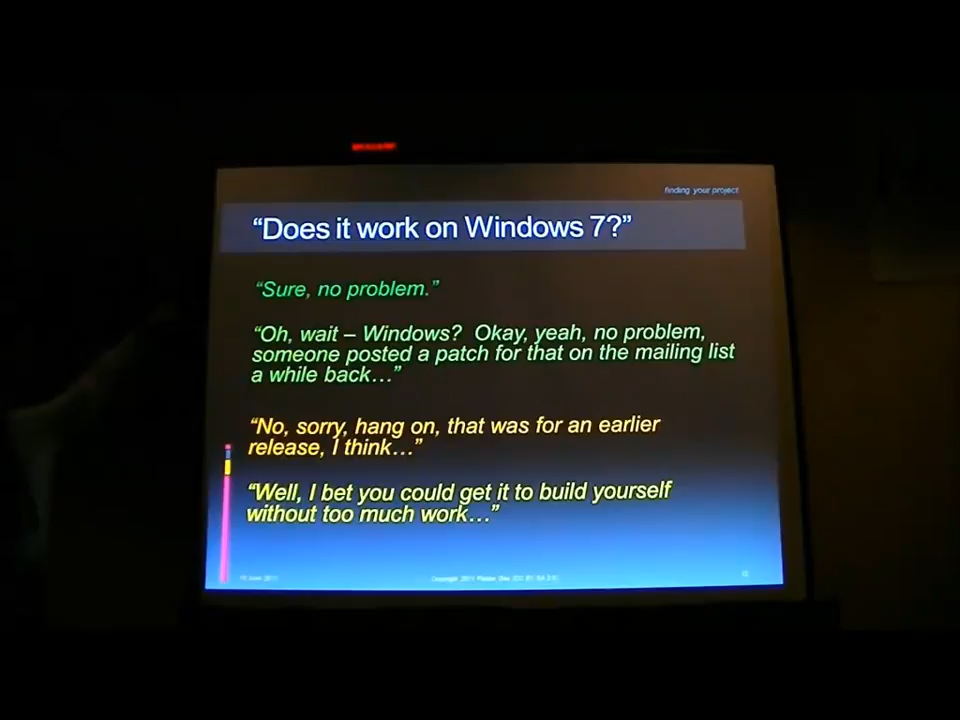 finding your project
“Does it work on Windows 7?”
“Sure, no problem.”
“Oh, wait – Windows? Okay, yeah, no problem,
someone posted a patch for that on the mailing list
a while back…”
“No, sorry, hang on, that was for an earlier
release, I think…”
“Well, I bet you could get it to build yourself
without too much work…”
Copyright 2011